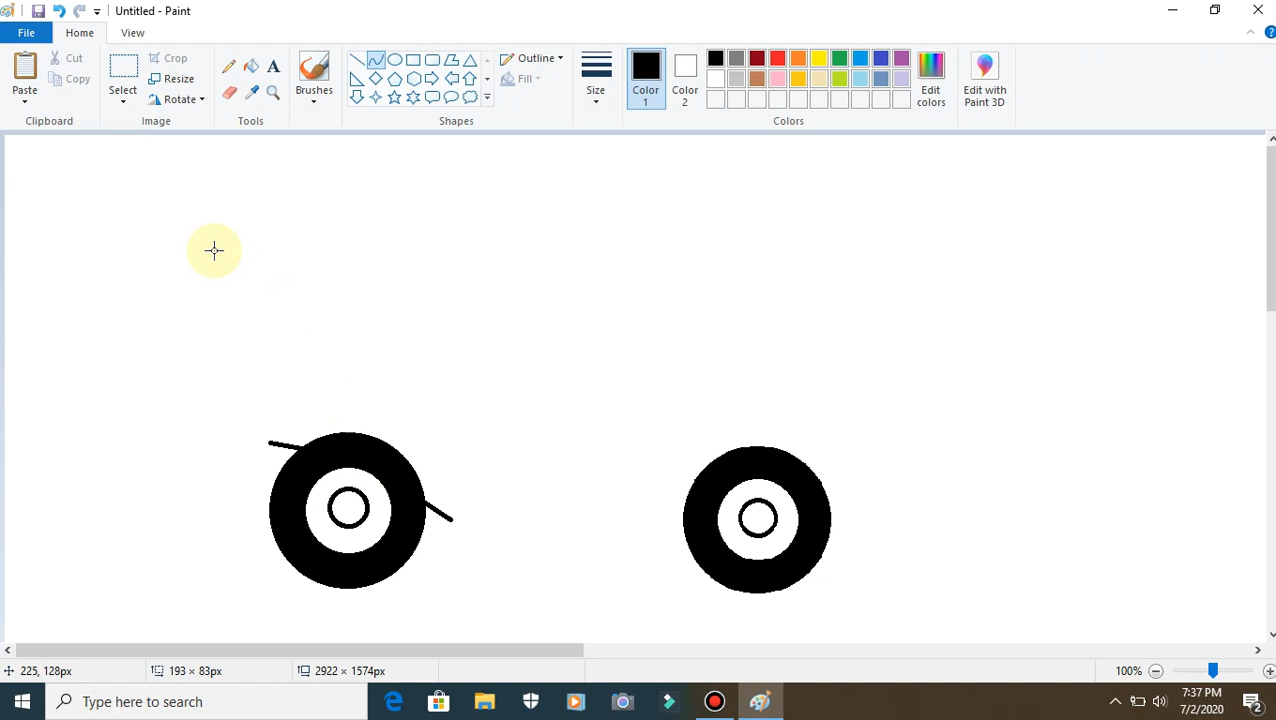 Untitled - Paint
File
Home
View
Paste
Cut
Copy
Clipboard
Select
Crop
Resize
Rotate
Image
Tools
Brushes
Outline
Fill
Shapes
Size
Color 1
Color 2
Edit colors
Colors
Edit with Paint 3D
225, 128px
193 × 83px
2922 × 1574px
100%
Type here to search
7:37 PM
7/2/2020
2